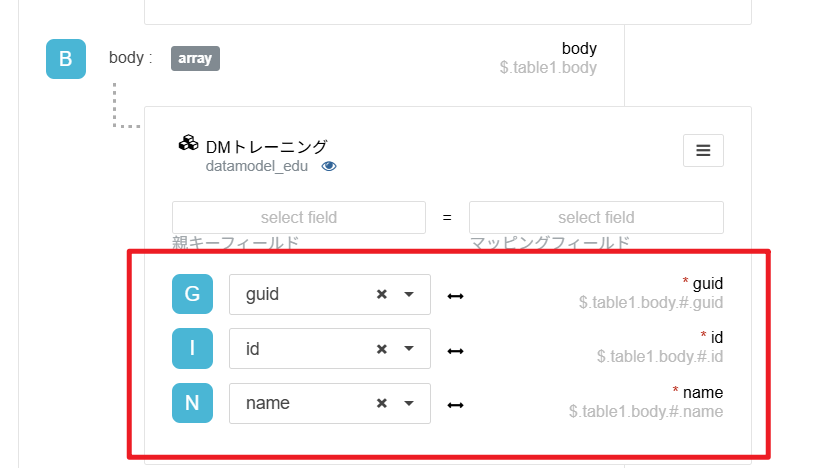 B body : array body
$.table1.body
DMトレーニング
datamodel_edu
select field = select field
親キーフィールド マッピングフィールド
G guid * guid
$.table1.body.#.guid
I id * id
$.table1.body.#.id
N name * name
$.table1.body.#.name